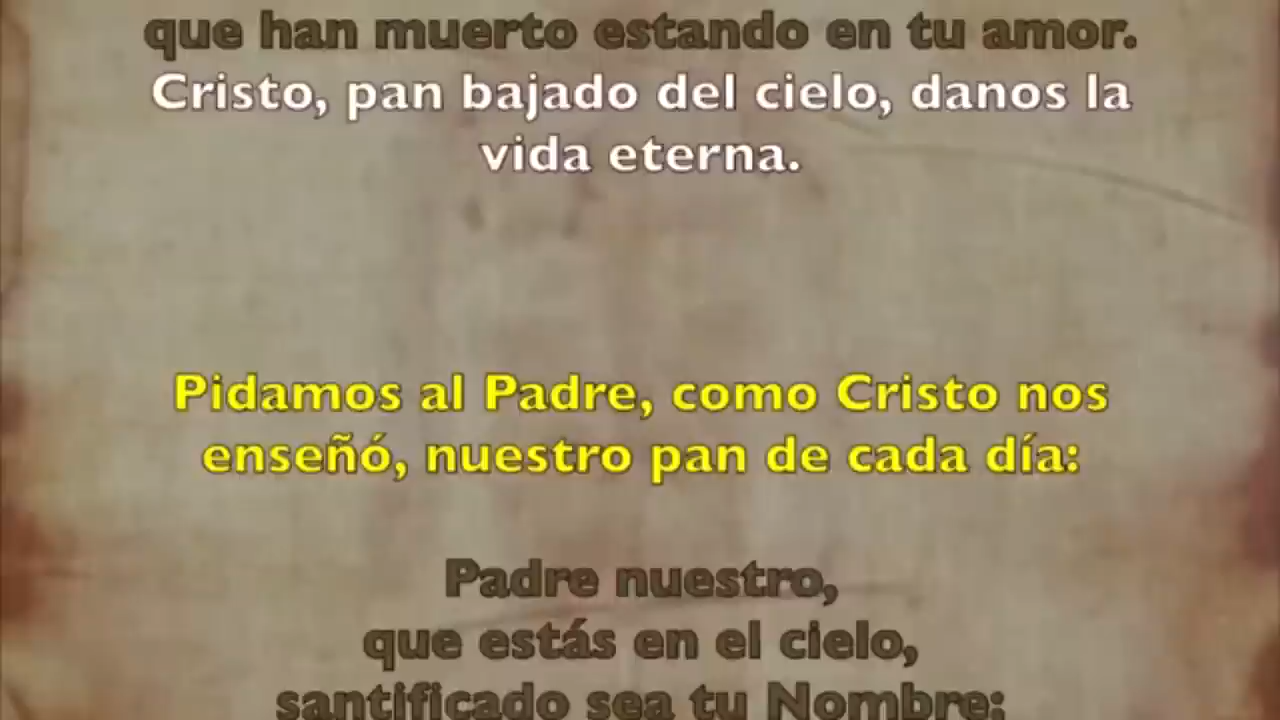 que han muerto estando en tu amor.
Cristo, pan bajado del cielo, danos la
vida eterna.
Pidamos al Padre, como Cristo nos
enseñó, nuestro pan de cada día:
Padre nuestro,
que estás en el cielo,
santificado sea tu Nombre;